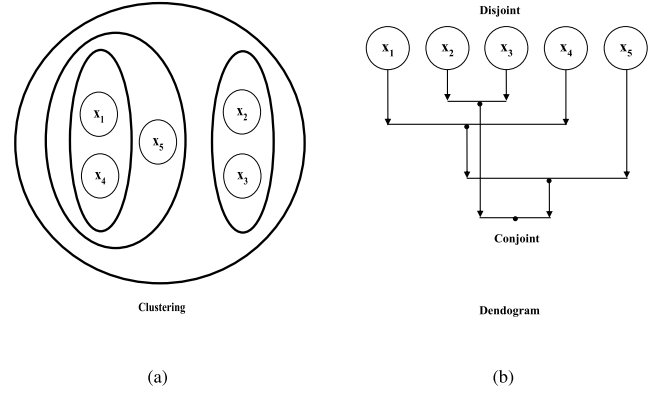 x1
x4
x5
x2
x3
Clustering
(a)
Disjoint
x1 x2 x3 x4 x5
Conjoint
Dendogram
(b)